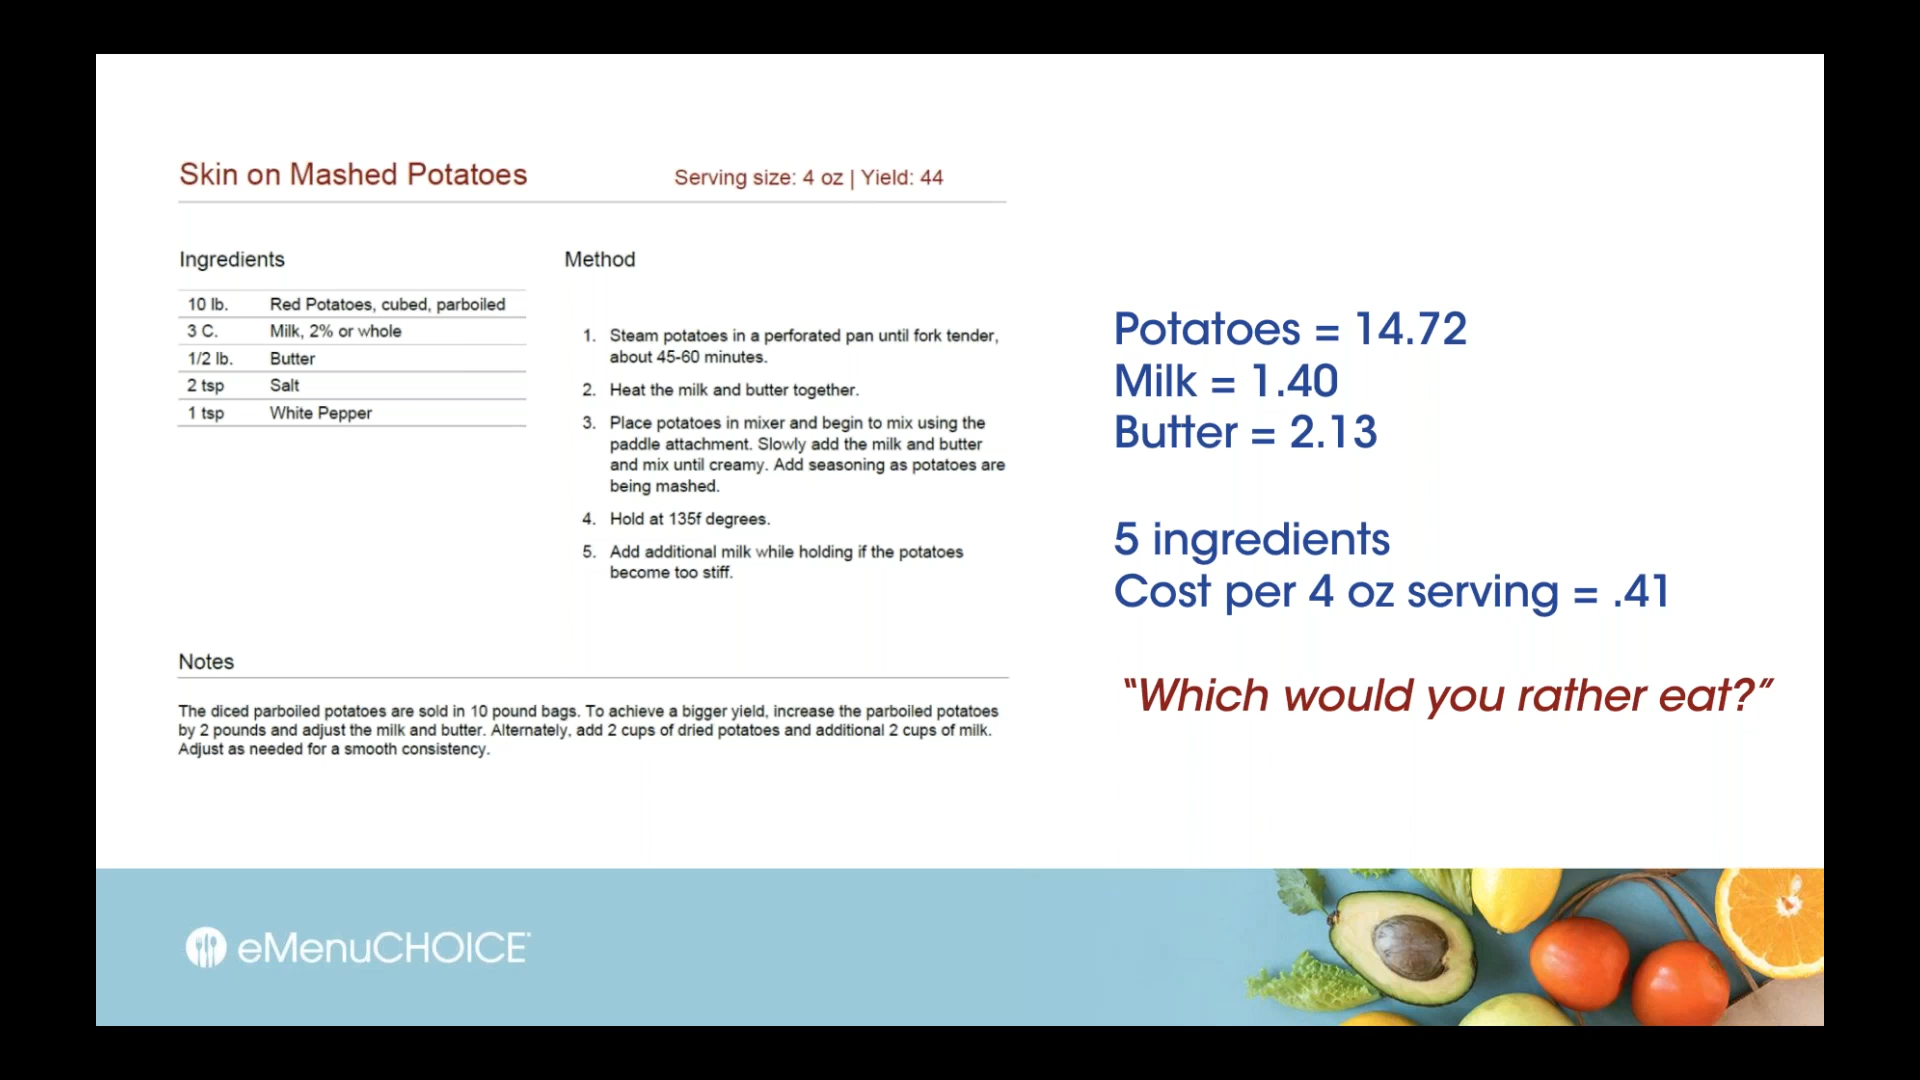 Skin on Mashed Potatoes
Serving size: 4 oz | Yield: 44
Ingredients
10 lb. Red Potatoes, cubed, parboiled
3 C. Milk, 2% or whole
1/2 lb. Butter
2 tsp Salt
1 tsp White Pepper
Method
1. Steam potatoes in a perforated pan until fork tender,
about 45-60 minutes.
2. Heat the milk and butter together.
3. Place potatoes in mixer and begin to mix using the
paddle attachment. Slowly add the milk and butter
and mix until creamy. Add seasoning as potatoes are
being mashed.
4. Hold at 135f degrees.
5. Add additional milk while holding if the potatoes
become too stiff.
Notes
The diced parboiled potatoes are sold in 10 pound bags. To achieve a bigger yield, increase the parboiled potatoes
by 2 pounds and adjust the milk and butter. Alternately, add 2 cups of dried potatoes and additional 2 cups of milk.
Adjust as needed for a smooth consistency.
Potatoes = 14.72
Milk = 1.40
Butter = 2.13
5 ingredients
Cost per 4 oz serving = .41
“Which would you rather eat?”
eMenuCHOICE